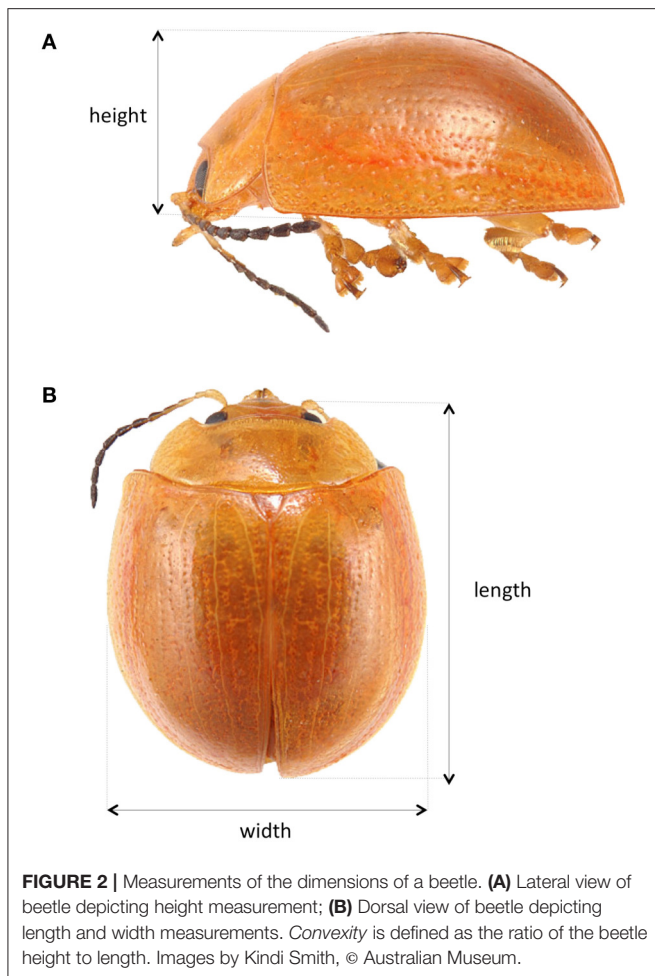 A
height
B
length
width
FIGURE 2 | Measurements of the dimensions of a beetle. (A) Lateral view of
beetle depicting height measurement; (B) Dorsal view of beetle depicting
length and width measurements. Convexity is defined as the ratio of the beetle
height to length. Images by Kindi Smith, © Australian Museum.